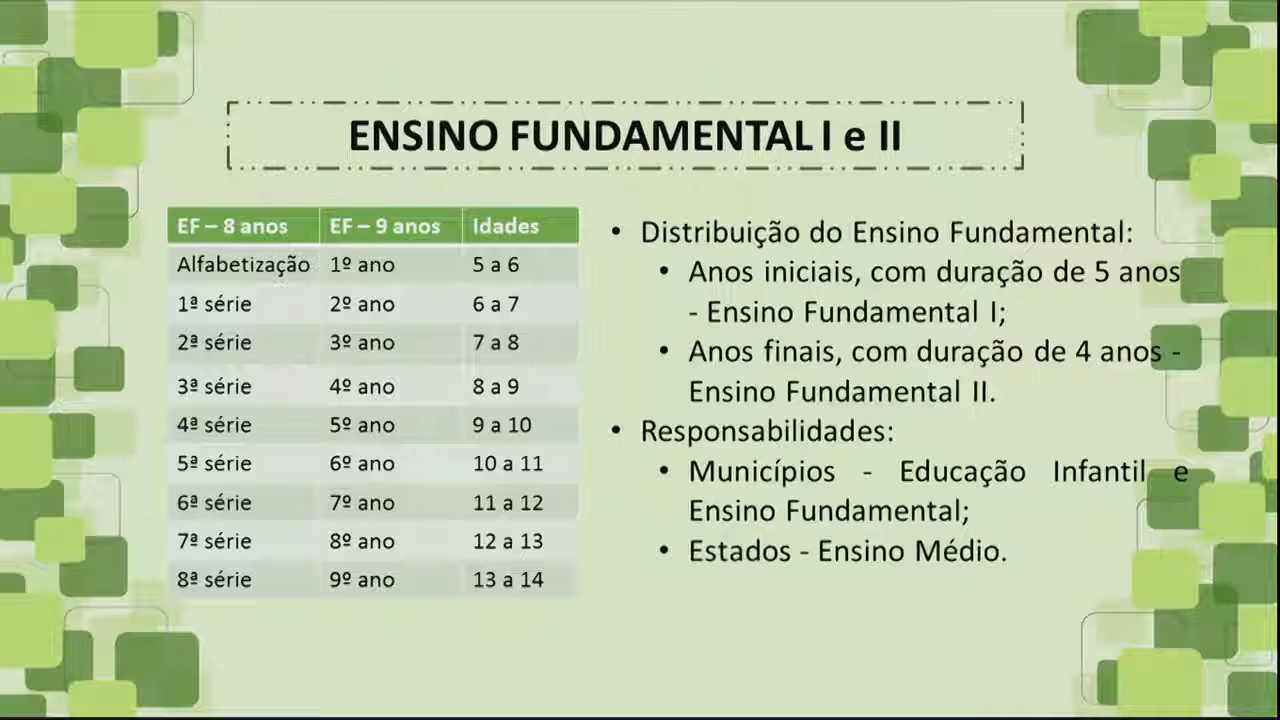 ENSINO FUNDAMENTAL I e II
EF – 8 anos EF – 9 anos Idades
Alfabetização 1º ano 5 a 6
1ª série 2º ano 6 a 7
2ª série 3º ano 7 a 8
3ª série 4º ano 8 a 9
4ª série 5º ano 9 a 10
5ª série 6º ano 10 a 11
6ª série 7º ano 11 a 12
7ª série 8º ano 12 a 13
8ª série 9º ano 13 a 14
• Distribuição do Ensino Fundamental:
• Anos iniciais, com duração de 5 anos
- Ensino Fundamental I;
• Anos finais, com duração de 4 anos -
Ensino Fundamental II.
• Responsabilidades:
• Municípios - Educação Infantil e
Ensino Fundamental;
• Estados - Ensino Médio.